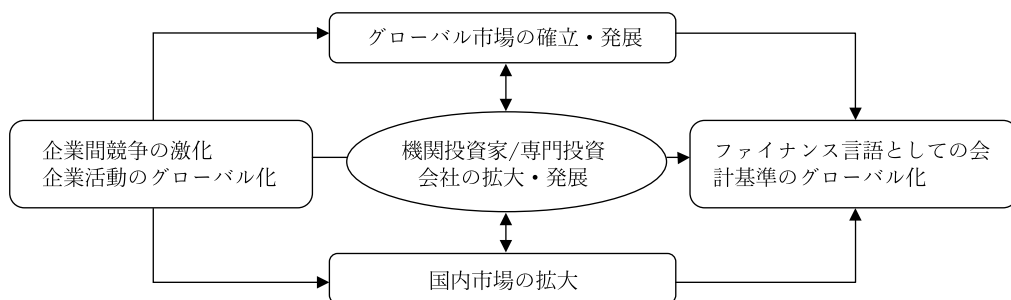 グローバル市場の確立・発展
企業間競争の激化
企業活動のグローバル化
機関投資家/専門投資
会社の拡大・発展
ファイナンス言語としての会
計基準のグローバル化
国内市場の拡大